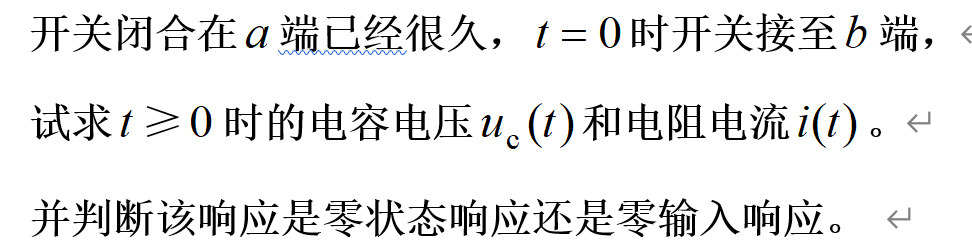 开关闭合在a端已经很久，t = 0时开关接至b端，
试求t ≥ 0时的电容电压u_c(t)和电阻电流i(t)。
并判断该响应是零状态响应还是零输入响应。